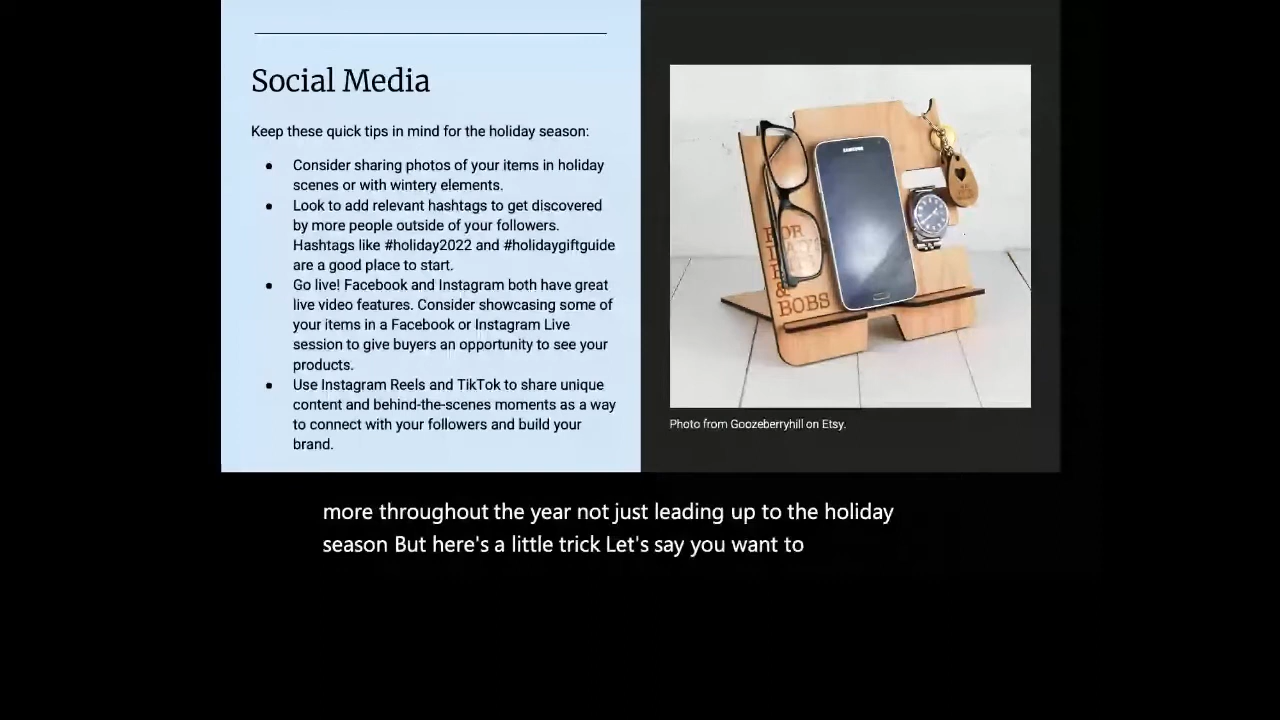 Social Media
Keep these quick tips in mind for the holiday season:
● Consider sharing photos of your items in holiday
scenes or with wintery elements.
● Look to add relevant hashtags to get discovered
by more people outside of your followers.
Hashtags like #holiday2022 and #holidaygiftguide
are a good place to start.
● Go live! Facebook and Instagram both have great
live video features. Consider showcasing some of
your items in a Facebook or Instagram Live
session to give buyers an opportunity to see your
products.
● Use Instagram Reels and TikTok to share unique
content and behind-the-scenes moments as a way
to connect with your followers and build your
brand.
SAMSUNG
FOR
&
BOBS
Photo from Goozeberryhill on Etsy.
more throughout the year not just leading up to the holiday
season But here's a little trick Let's say you want to